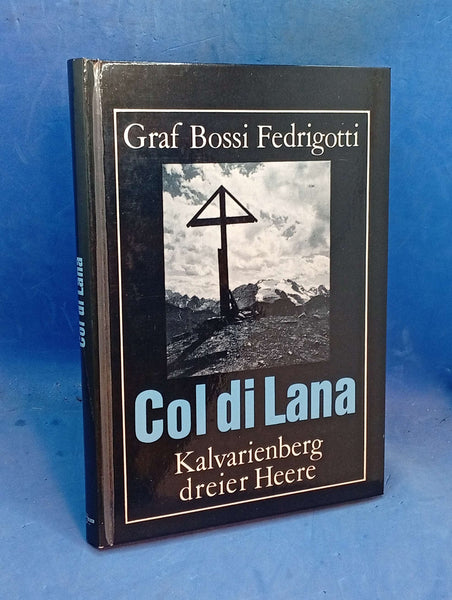 Graf Bossi Fedrigotti
Col di Lana
Kalvarienberg
dreier Heere
Col di Lana